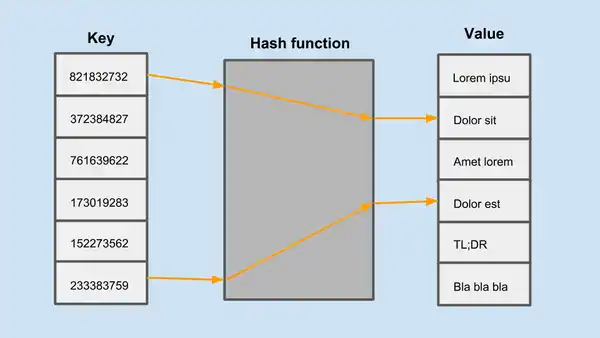 Key
Hash function
Value
821832732
372384827
761639622
173019283
152273562
233383759
Lorem ipsu
Dolor sit
Amet lorem
Dolor est
TL;DR
Bla bla bla